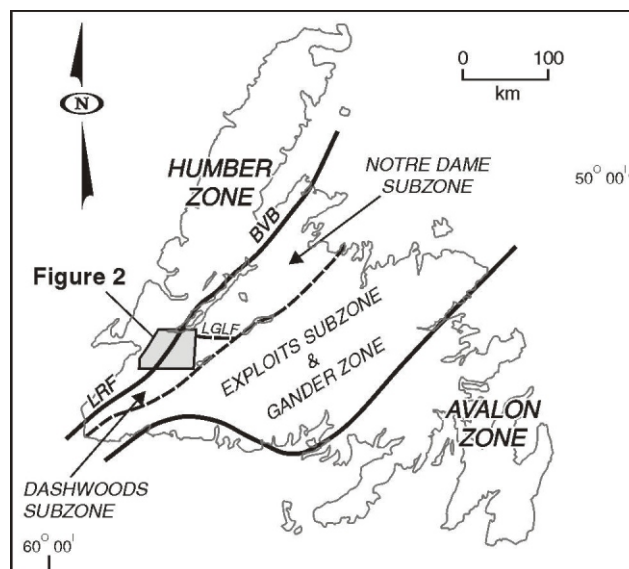 0 100
km
N
HUMBER
ZONE
NOTRE DAME
SUBZONE
50° 00'
BVB
Figure 2
LGLF
LRF
EXPLOITS SUBZONE
&
GANDER ZONE
AVALON
ZONE
DASHWOODS
SUBZONE
60° 00'